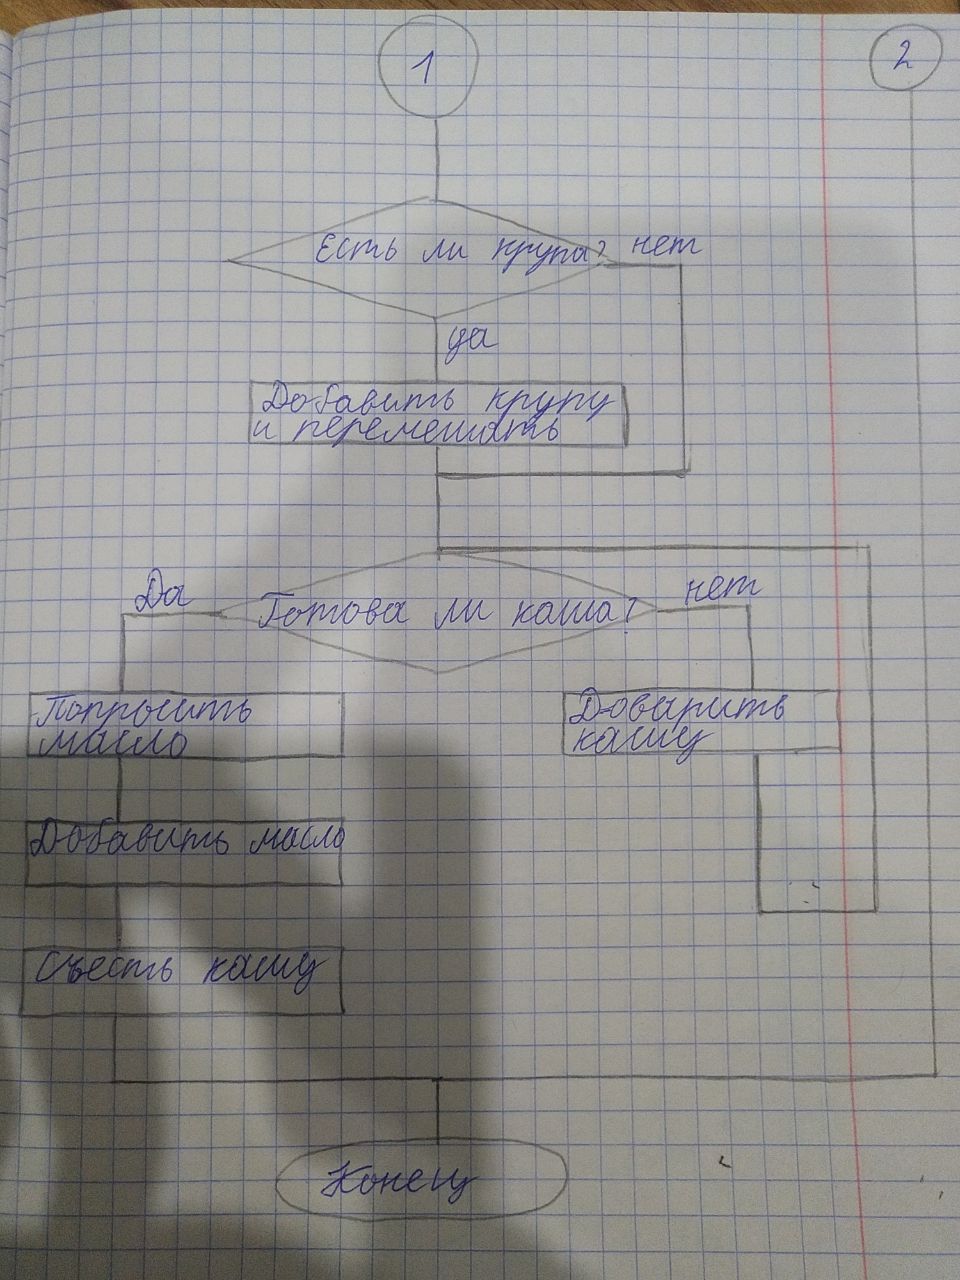 1
2
Есть ли крупа? нет
да
Добавить крупу
и перемешать
Да
Готова ли каша?
нет
Попросить
масло
Доварить
кашу
Добавить масло
Съесть кашу
Конец